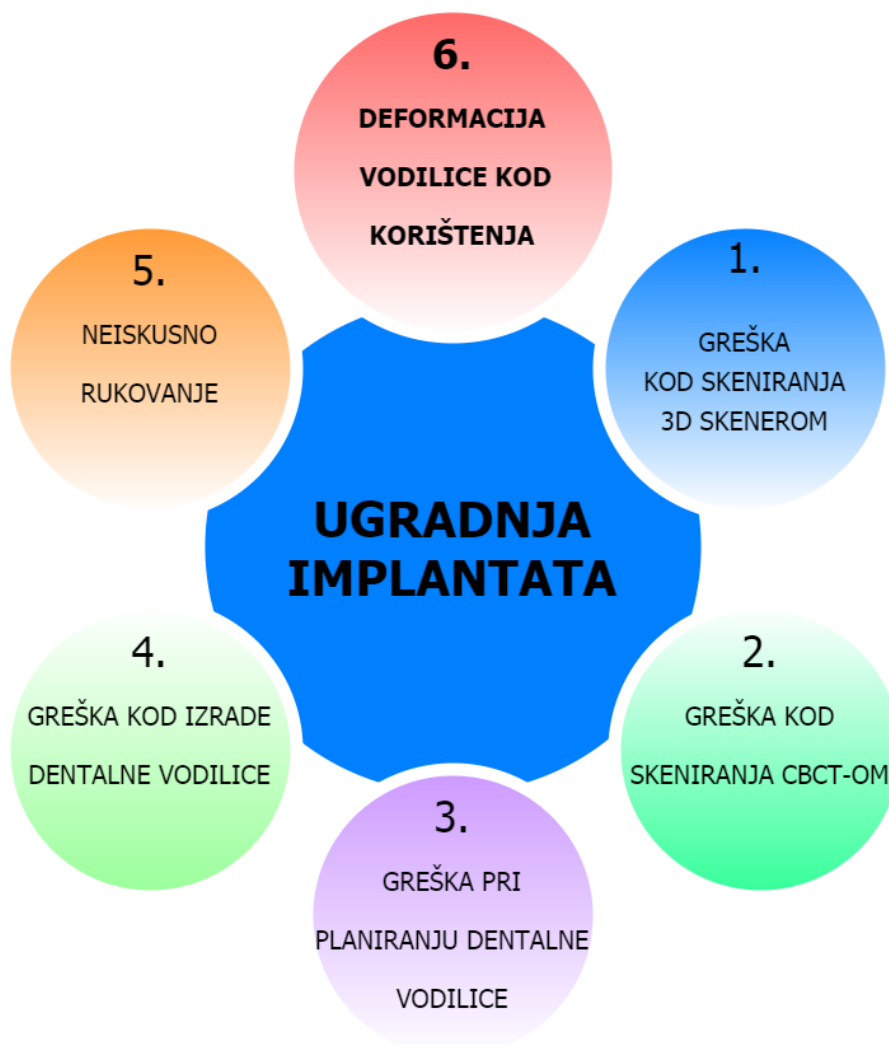 6.
DEFORMACIJA
VODILICE KOD
KORIŠTENJA
1.
GREŠKA
KOD SKENIRANJA
3D SKENEROM
5.
NEISKUSNO
RUKOVANJE
UGRADNJA
IMPLANTATA
4.
GREŠKA KOD IZRADE
DENTALNE VODILICE
2.
GREŠKA KOD
SKENIRANJA CBCT-OM
3.
GREŠKA PRI
PLANIRANJU DENTALNE
VODILICE